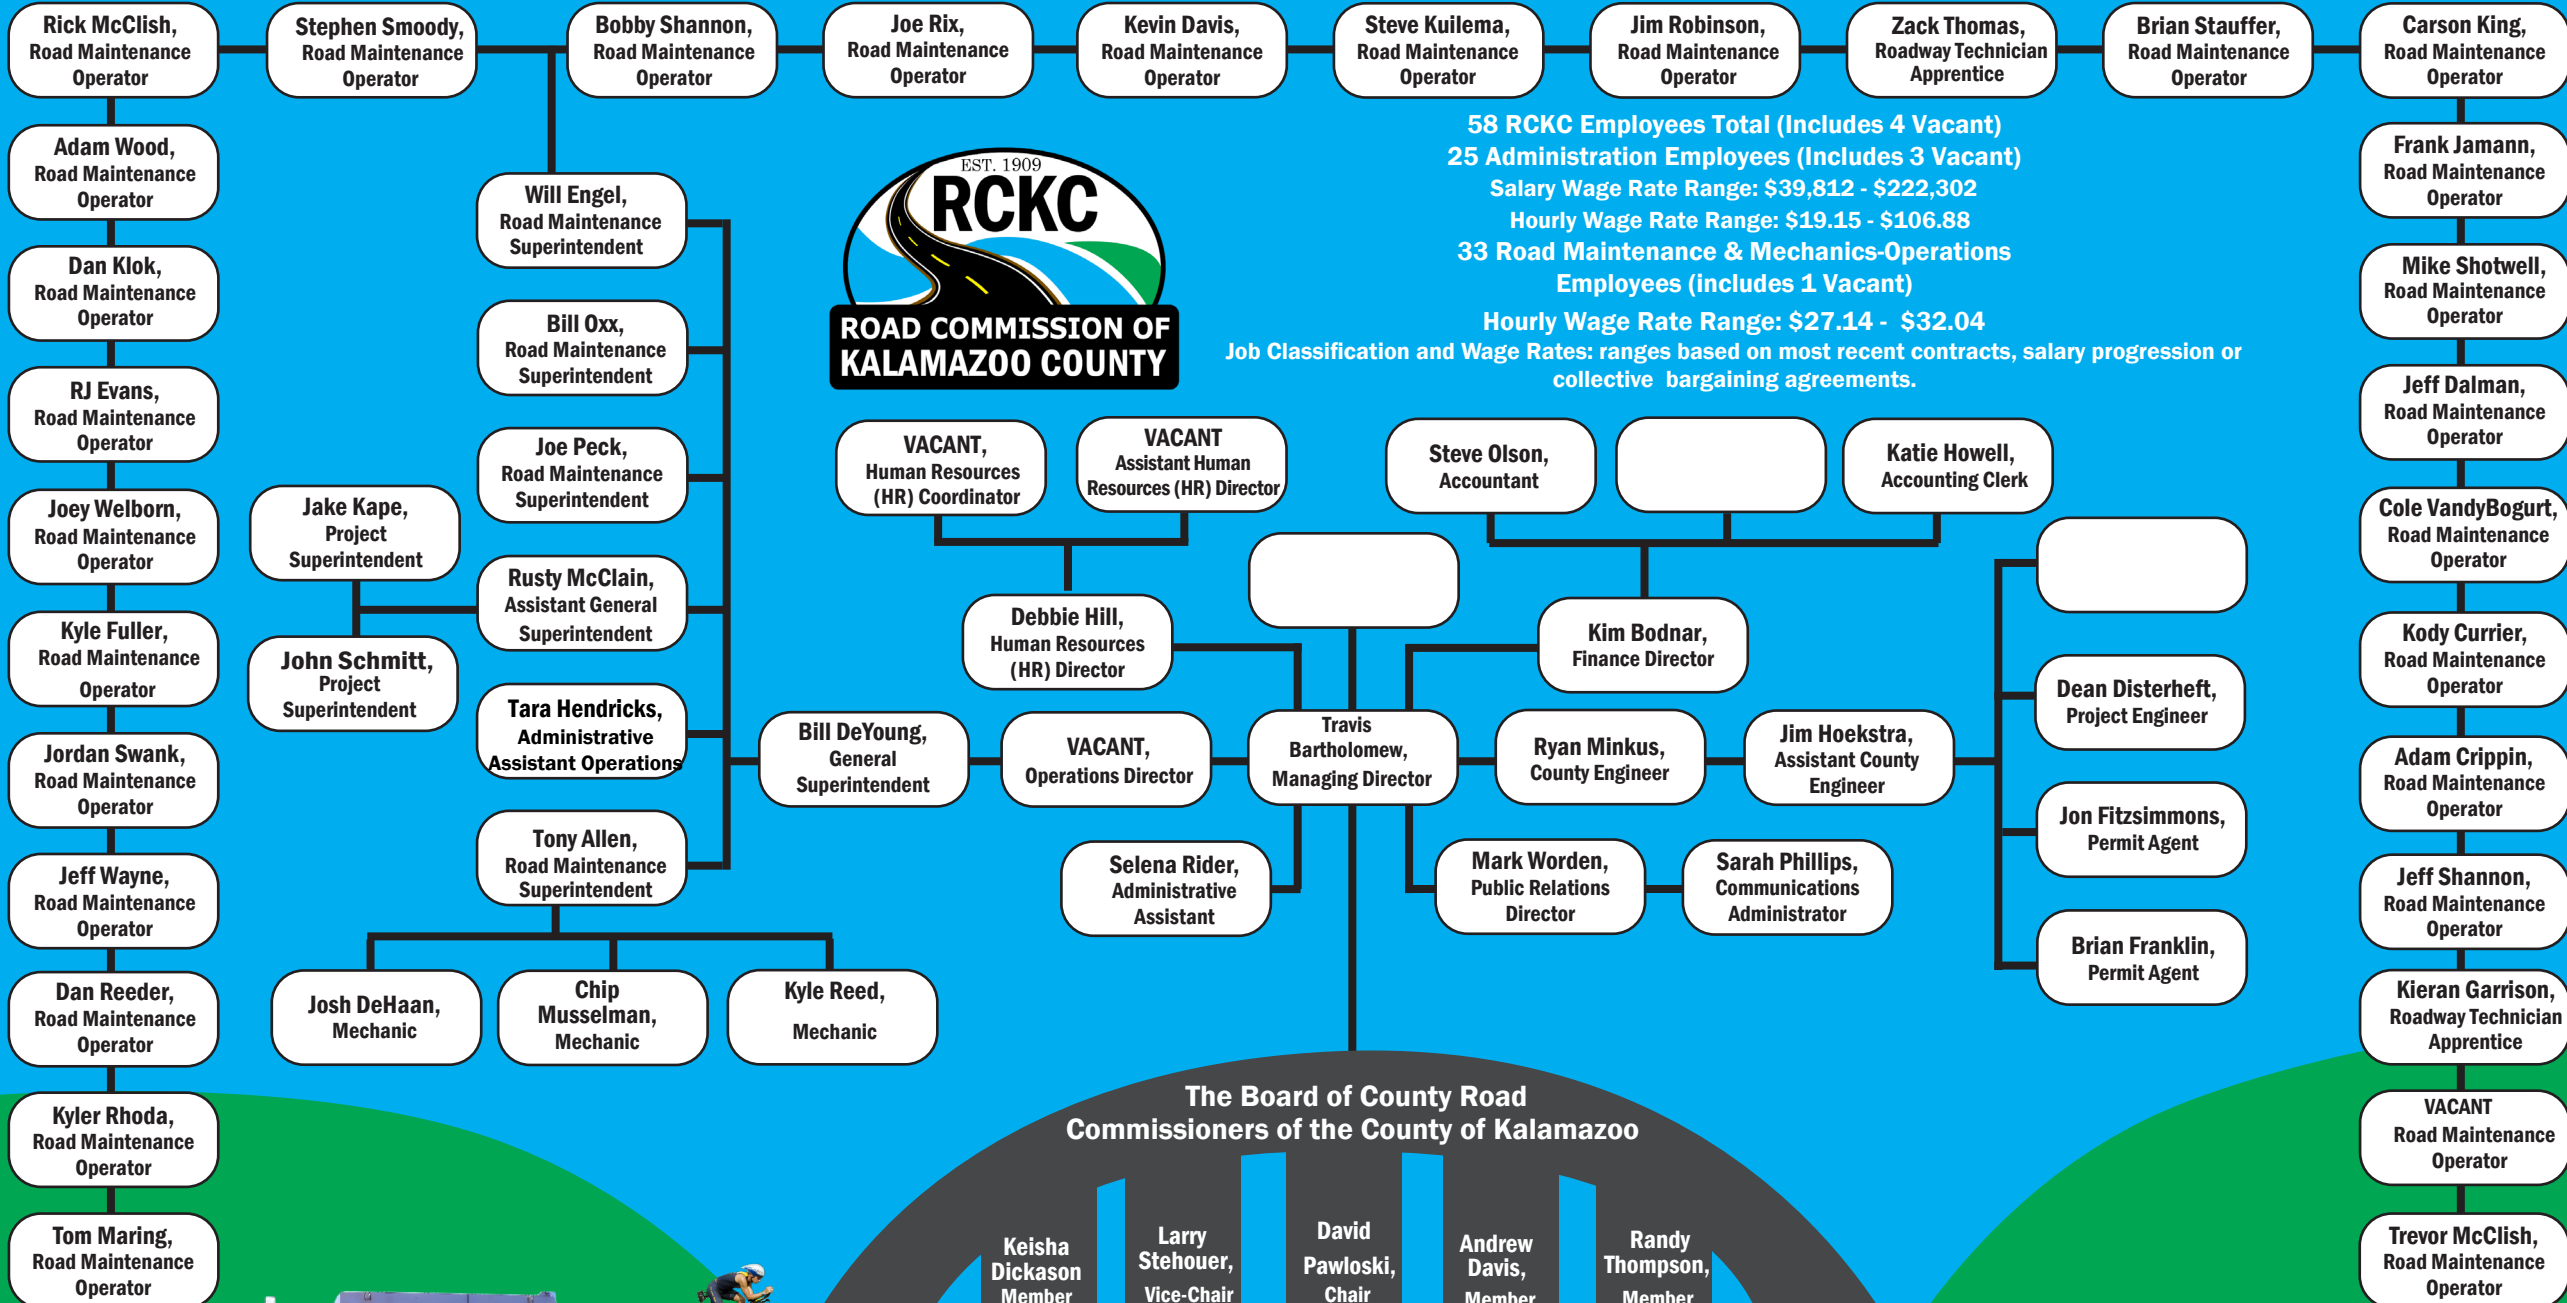 Rick McClish,
Road Maintenance
Operator
Stephen Smoody,
Road Maintenance
Operator
Bobby Shannon,
Road Maintenance
Operator
Joe Rix,
Road Maintenance
Operator
Kevin Davis,
Road Maintenance
Operator
Steve Kuilema,
Road Maintenance
Operator
Jim Robinson,
Road Maintenance
Operator
Zack Thomas,
Roadway Technician
Apprentice
Brian Stauffer,
Road Maintenance
Operator
Carson King,
Road Maintenance
Operator
Adam Wood,
Road Maintenance
Operator
Dan Klok,
Road Maintenance
Operator
RJ Evans,
Road Maintenance
Operator
Joey Welborn,
Road Maintenance
Operator
Kyle Fuller,
Road Maintenance
Operator
Jordan Swank,
Road Maintenance
Operator
Jeff Wayne,
Road Maintenance
Operator
Dan Reeder,
Road Maintenance
Operator
Kyler Rhoda,
Road Maintenance
Operator
Tom Maring,
Road Maintenance
Operator
Will Engel,
Road Maintenance
Superintendent
Bill Oxx,
Road Maintenance
Superintendent
Joe Peck,
Road Maintenance
Superintendent
Jake Kape,
Project
Superintendent
Rusty McClain,
Assistant General
Superintendent
John Schmitt,
Project
Superintendent
Tara Hendricks,
Administrative
Assistant Operations
Tony Allen,
Road Maintenance
Superintendent
Josh DeHaan,
Mechanic
Chip
Musselman,
Mechanic
Kyle Reed,
Mechanic
EST. 1909
RCKC
ROAD COMMISSION OF
KALAMAZOO COUNTY
58 RCKC Employees Total (Includes 4 Vacant)
25 Administration Employees (Includes 3 Vacant)
Salary Wage Rate Range: $39,812 - $222,302
Hourly Wage Rate Range: $19.15 - $106.88
33 Road Maintenance & Mechanics-Operations
Employees (includes 1 Vacant)
Hourly Wage Rate Range: $27.14 - $32.04
Job Classification and Wage Rates: ranges based on most recent contracts, salary progression or
collective bargaining agreements.
VACANT,
Human Resources
(HR) Coordinator
VACANT
Assistant Human
Resources (HR) Director
Steve Olson,
Accountant
Katie Howell,
Accounting Clerk
Debbie Hill,
Human Resources
(HR) Director
Kim Bodnar,
Finance Director
Bill DeYoung,
General
Superintendent
VACANT,
Operations Director
Travis
Bartholomew,
Managing Director
Ryan Minkus,
County Engineer
Jim Hoekstra,
Assistant County
Engineer
Dean Disterheft,
Project Engineer
Jon Fitzsimmons,
Permit Agent
Brian Franklin,
Permit Agent
Selena Rider,
Administrative
Assistant
Mark Worden,
Public Relations
Director
Sarah Phillips,
Communications
Administrator
Frank Jamann,
Road Maintenance
Operator
Mike Shotwell,
Road Maintenance
Operator
Jeff Dalman,
Road Maintenance
Operator
Cole VandyBogurt,
Road Maintenance
Operator
Kody Currier,
Road Maintenance
Operator
Adam Crippin,
Road Maintenance
Operator
Jeff Shannon,
Road Maintenance
Operator
Kieran Garrison,
Roadway Technician
Apprentice
VACANT
Road Maintenance
Operator
Trevor McClish,
Road Maintenance
Operator
The Board of County Road
Commissioners of the County of Kalamazoo
Keisha
Dickason
Member
Larry
Stehouer,
Vice-Chair
David
Pawloski,
Chair
Andrew
Davis,
Member
Randy
Thompson,
Member